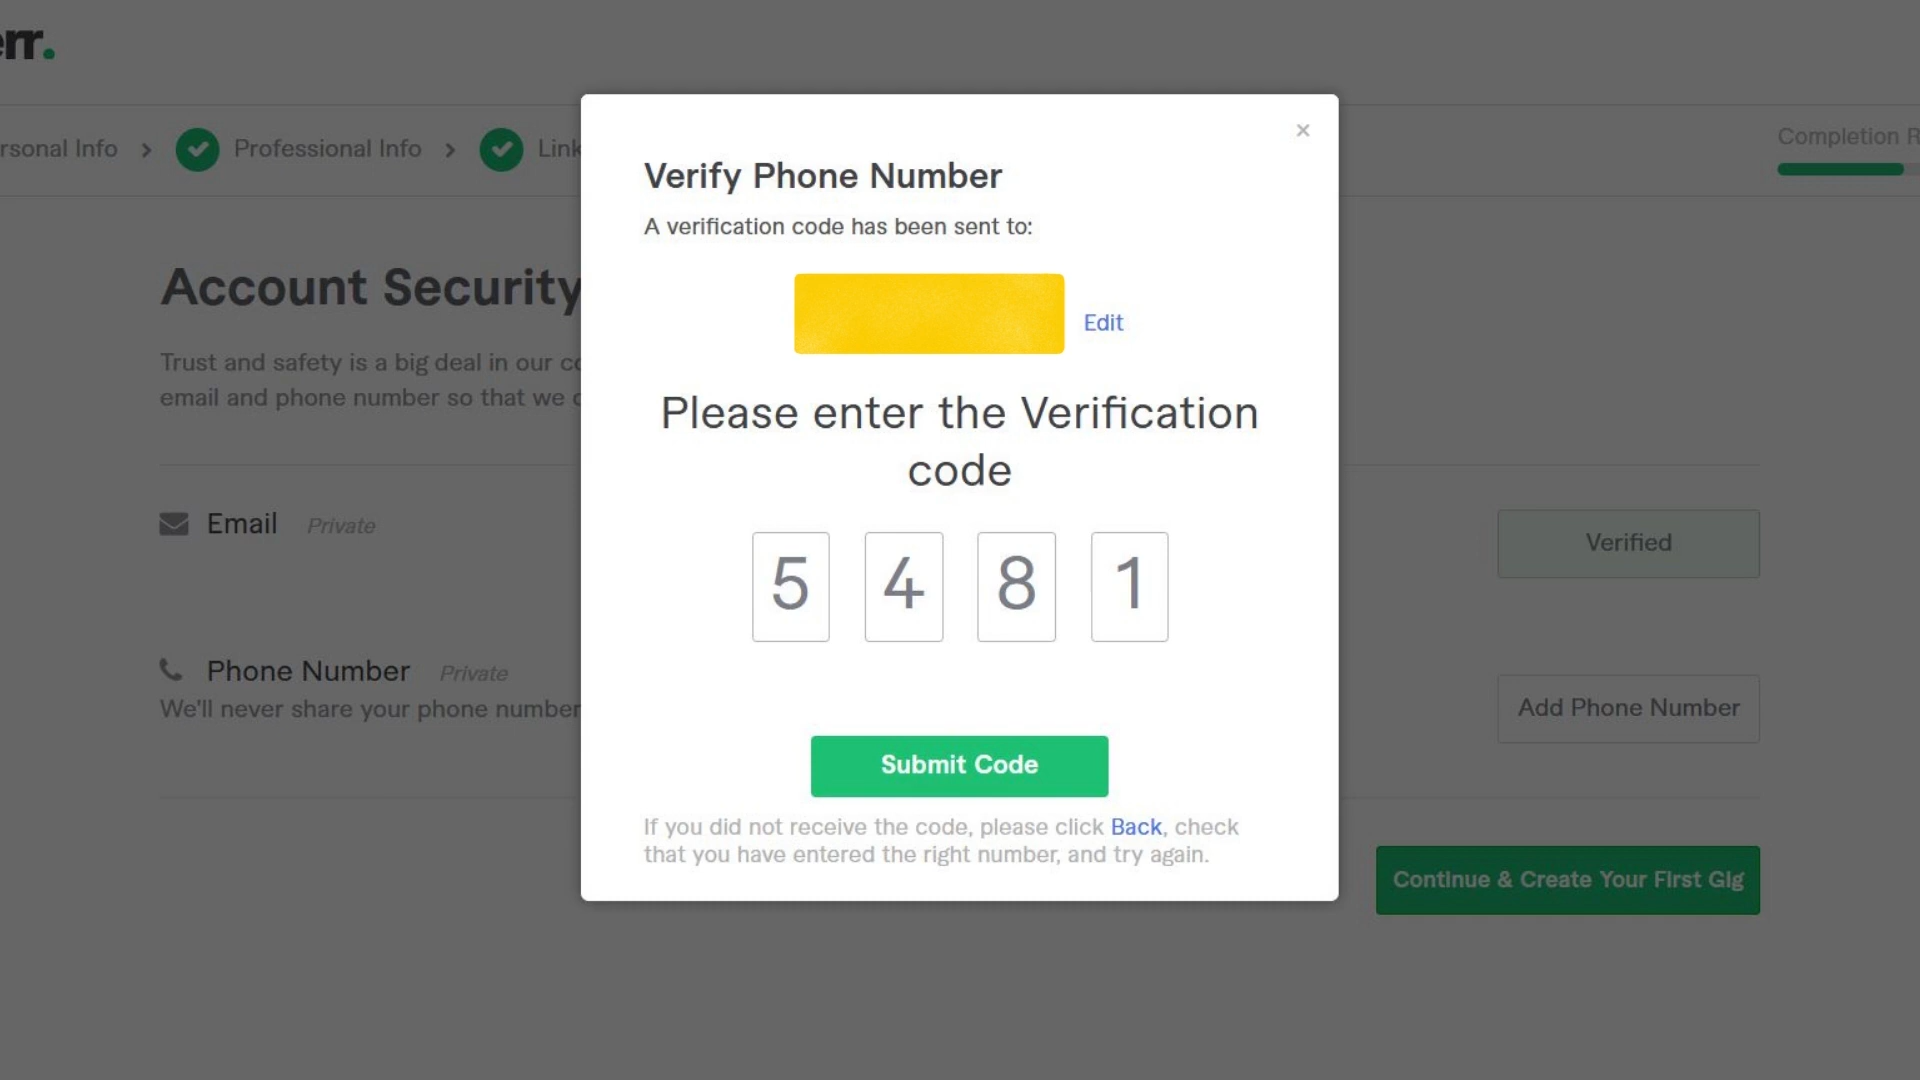 err.
rsonal Info > Professional Info > Link
Completion R
Verify Phone Number
A verification code has been sent to:
Edit
Please enter the Verification
code
5 4 8 1
Submit Code
If you did not receive the code, please click Back, check
that you have entered the right number, and try again.
Account Security
Trust and safety is a big deal in our co
email and phone number so that we c
Email Private
Verified
Phone Number Private
We'll never share your phone number
Add Phone Number
Continue & Create Your First Gig